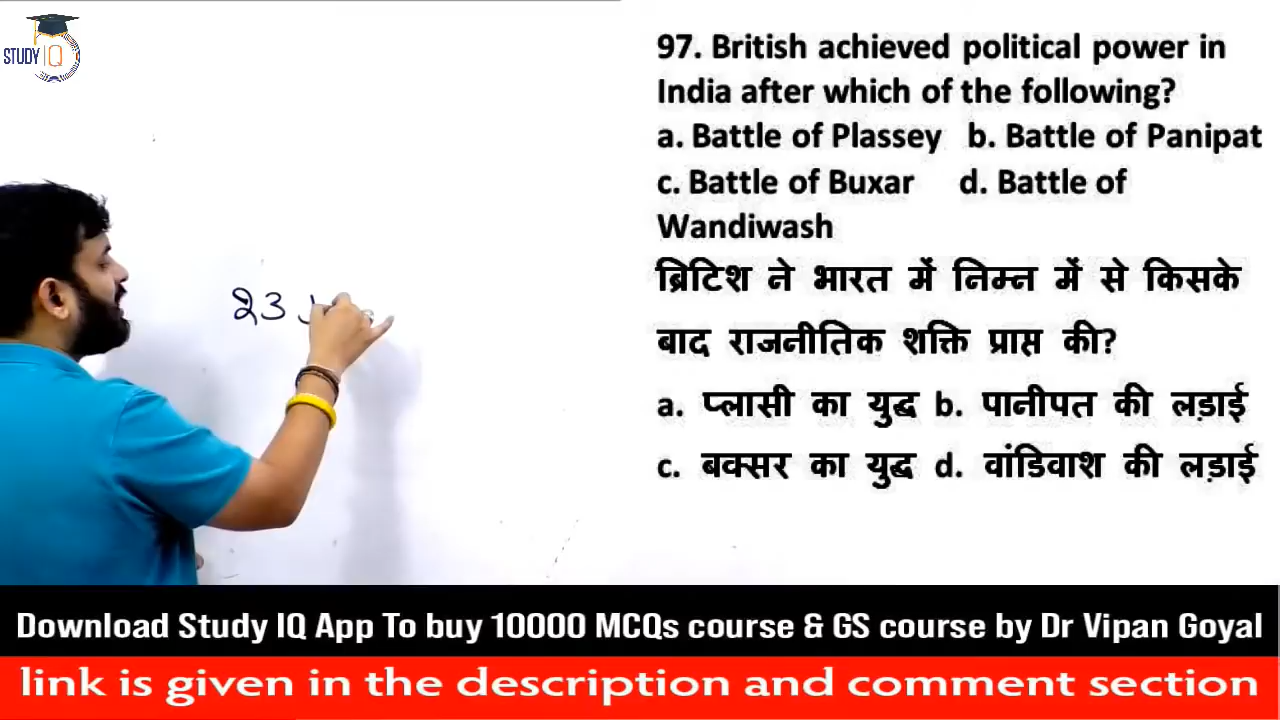 STUDY IQ
97. British achieved political power in
India after which of the following?
a. Battle of Plassey b. Battle of Panipat
c. Battle of Buxar d. Battle of
Wandiwash
ब्रिटिश ने भारत में निम्न में से किसके
बाद राजनीतिक शक्ति प्राप्त की?
a. प्लासी का युद्ध b. पानीपत की लड़ाई
c. बक्सर का युद्ध d. वांडिवाश की लड़ाई
23
Download Study IQ App To buy 10000 MCQs course & GS course by Dr Vipan Goyal
link is given in the description and comment section